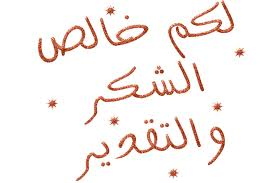 لكم خالص
الشكر
والتقدير